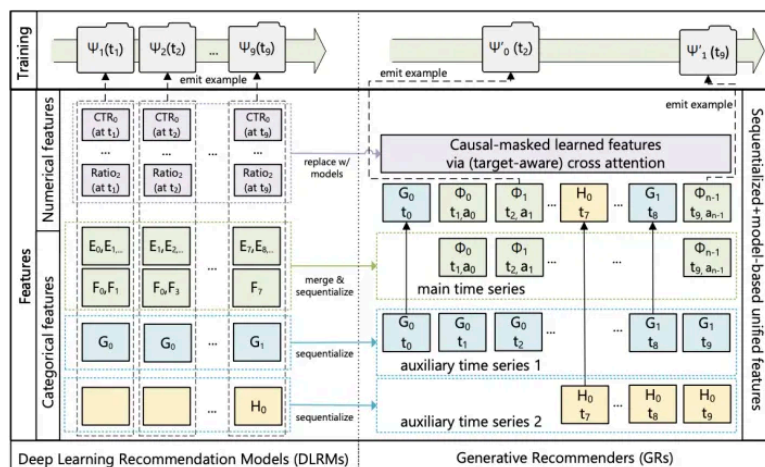 Training
Ψ₁(t₁) Ψ₂(t₂) ... Ψ₉(t₉)
emit example
Ψ'₀ (t₂) Ψ'₁ (t₉)
emit example
emit example
Features
Numerical features
CTR₀ (at t₁) CTR₀ (at t₂) CTR₀ (at t₉)
... ... ...
Ratio₂ (at t₁) Ratio₂ (at t₂) Ratio₂ (at t₉)
replace w/ models
Causal-masked learned features
via (target-aware) cross attention
G₀ t₀ Φ₀ t₁,a₀ Φ₁ t₂, a₁ ... H₀ t₇ ... G₁ t₈ Φₙ₋₁ t₉, aₙ₋₁
Categorical features
E₀,E₁,.. E₁,E₂,... E₇,E₈,..
F₀,F₁ F₀,F₃ ... F₇
merge & sequentialize
Φ₀ t₁,a₀ Φ₁ t₂, a₁ ... ... Φₙ₋₁ t₉, aₙ₋₁
main time series
G₀ G₀ ... G₁
sequentialize
G₀ t₀ G₀ t₁ G₀ t₂ ... ... G₁ t₈ G₁ t₉
auxiliary time series 1
... H₀
sequentialize
auxiliary time series 2
H₀ t₇ ... H₀ t₈ H₀ t₉
Sequentialized+model-based unified features
Deep Learning Recommendation Models (DLRMs)
Generative Recommenders (GRs)